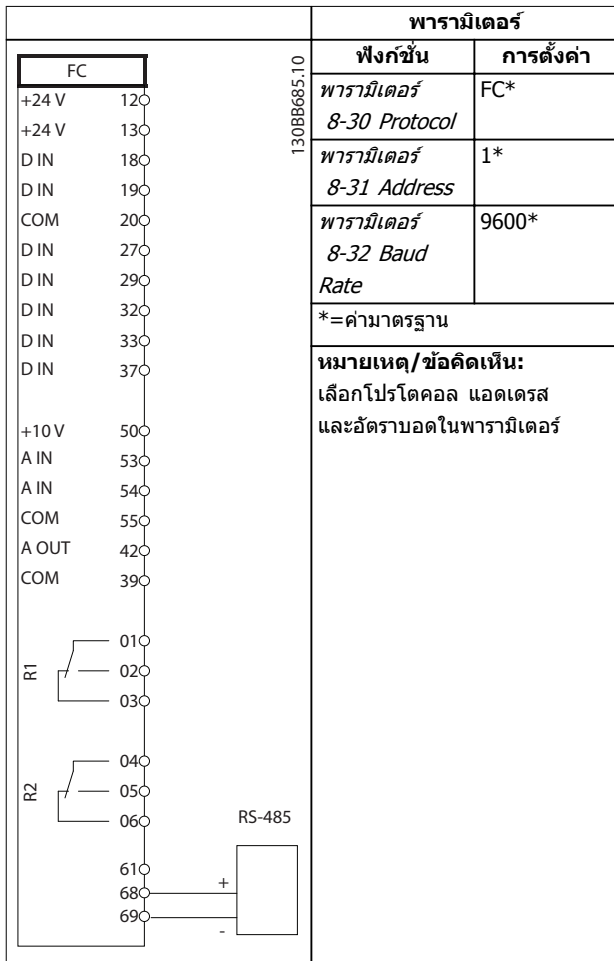 FC
+24 V 12
+24 V 13
D IN 18
D IN 19
COM 20
D IN 27
D IN 29
D IN 32
D IN 33
D IN 37
+10 V 50
A IN 53
A IN 54
COM 55
A OUT 42
COM 39
R1
01
02
03
R2
04
05
06
RS-485
61
68 +
69 -
130BB685.10
พารามิเตอร์
ฟังก์ชั่น การตั้งค่า
พารามิเตอร์ FC*
8-30 Protocol
พารามิเตอร์ 1*
8-31 Address
พารามิเตอร์ 9600*
8-32 Baud
Rate
*=ค่ามาตรฐาน
หมายเหตุ/ข้อคิดเห็น:
เลือกโปรโตคอล แอดเดรส
และอัตราบอดในพารามิเตอร์